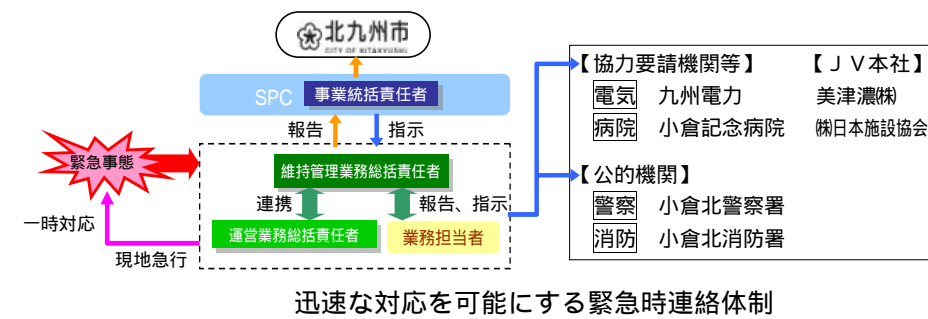 北九州市
CITY OF KITAKYUSHU
SPC 事業統括責任者
報告 指示
緊急事態
維持管理業務総括責任者
連携 報告、指示
運営業務総括責任者 業務担当者
一時対応
現地急行
【協力要請機関等】 【JV本社】
電気 九州電力 美津濃㈱
病院 小倉記念病院 ㈱日本施設協会
【公的機関】
警察 小倉北警察署
消防 小倉北消防署
迅速な対応を可能にする緊急時連絡体制